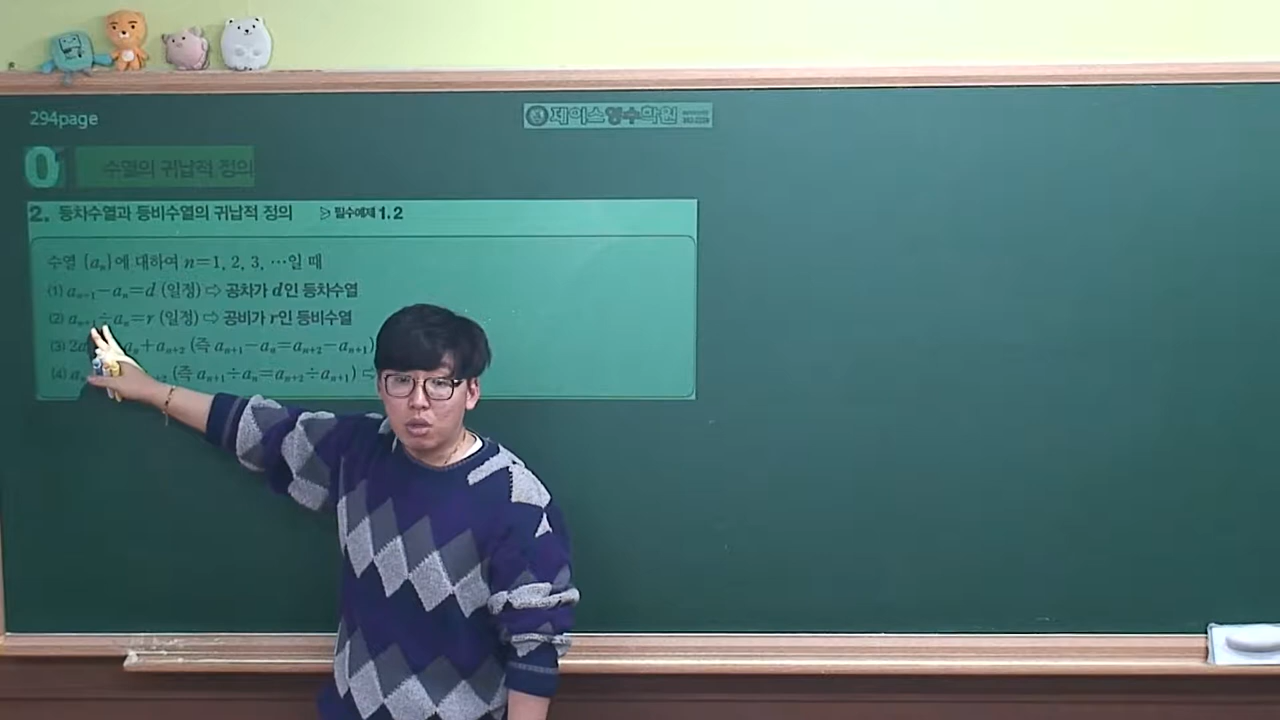 294page
제이스영수학원
0
수열의 귀납적 정의
2. 등차수열과 등비수열의 귀납적 정의 ▷ 필수예제 1, 2
수열 {aₙ}에 대하여 n=1, 2, 3, …일 때
(1) aₙ₊₁−aₙ=d (일정) ⇨ 공차가 d인 등차수열
(2) aₙ₊₁÷aₙ=r (일정) ⇨ 공비가 r인 등비수열
(3) 2a aₙ+aₙ₊₂ (즉 aₙ₊₁−aₙ=aₙ₊₂−aₙ₊₁)
(4) a (즉 aₙ₊₁÷aₙ=aₙ₊₂÷aₙ₊₁) ⇨